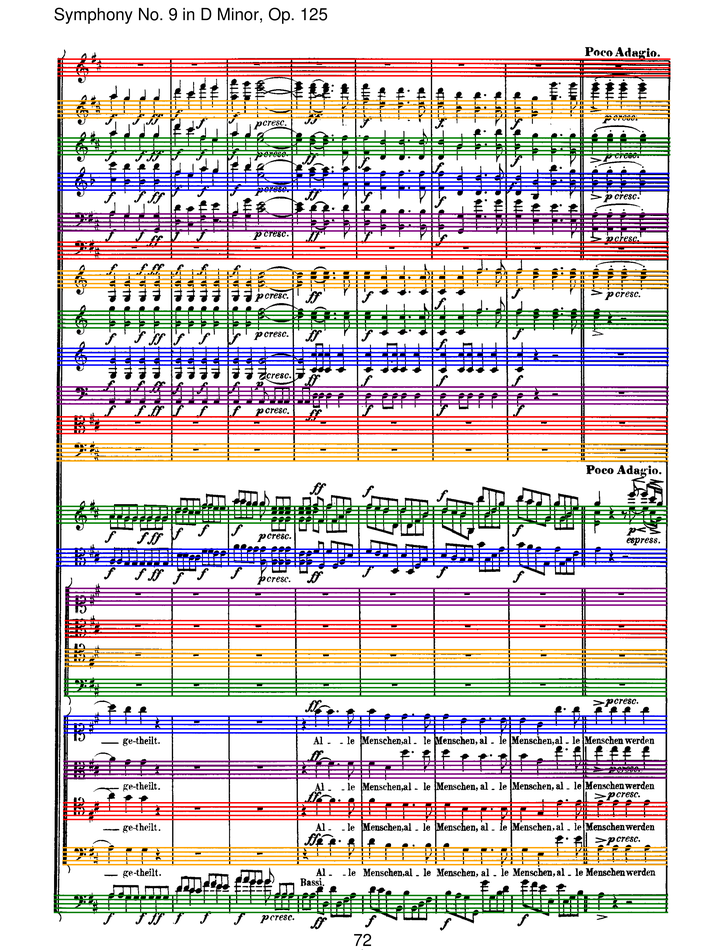 Symphony No. 9 in D Minor, Op. 125
Poco Adagio.
f f ff f f f p cresc. ff f f f p cresc.
Poco Adagio.
espress.
ge-theilt. Al - - le Menschen, al - le Menschen, al - le Menschen, al - le Menschen werden
ge-theilt. Al - - le Menschen, al - le Menschen, al - le Menschen, al - le Menschen werden
ge-theilt. Al - - le Menschen, al - le Menschen, al - le Menschen, al - le Menschen werden
ge-theilt. Al - - le Menschen, al - le Menschen, al - le Menschen, al - le Menschen werden
Bassi.
72